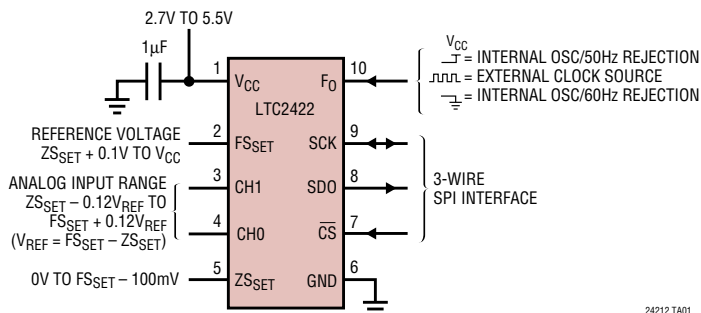 2.7V TO 5.5V
1µF
1
VCC
LTC2422
FO
10
VCC
= INTERNAL OSC/50Hz REJECTION
= EXTERNAL CLOCK SOURCE
= INTERNAL OSC/60Hz REJECTION
REFERENCE VOLTAGE
ZSSET + 0.1V TO VCC
2
FSSET
SCK
9
ANALOG INPUT RANGE
ZSSET – 0.12VREF TO
FSSET + 0.12VREF
(VREF = FSSET – ZSSET)
3
CH1
SDO
8
3-WIRE
SPI INTERFACE
4
CH0
CS
7
0V TO FSSET – 100mV
5
ZSSET
GND
6
24212 TA01